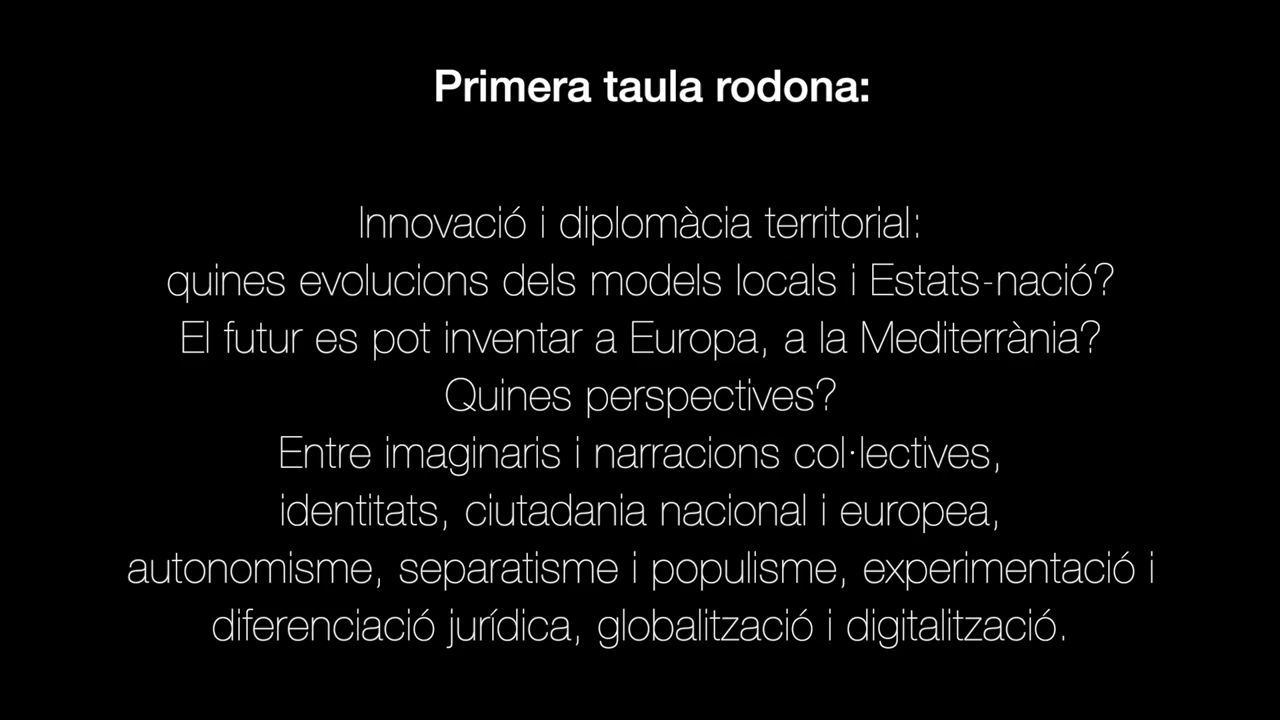 Primera taula rodona:
Innovació i diplomàcia territorial:
quines evolucions dels models locals i Estats-nació?
El futur es pot inventar a Europa, a la Mediterrània?
Quines perspectives?
Entre imaginaris i narracions col·lectives,
identitats, ciutadania nacional i europea,
autonomisme, separatisme i populisme, experimentació i
diferenciació jurídica, globalització i digitalització.